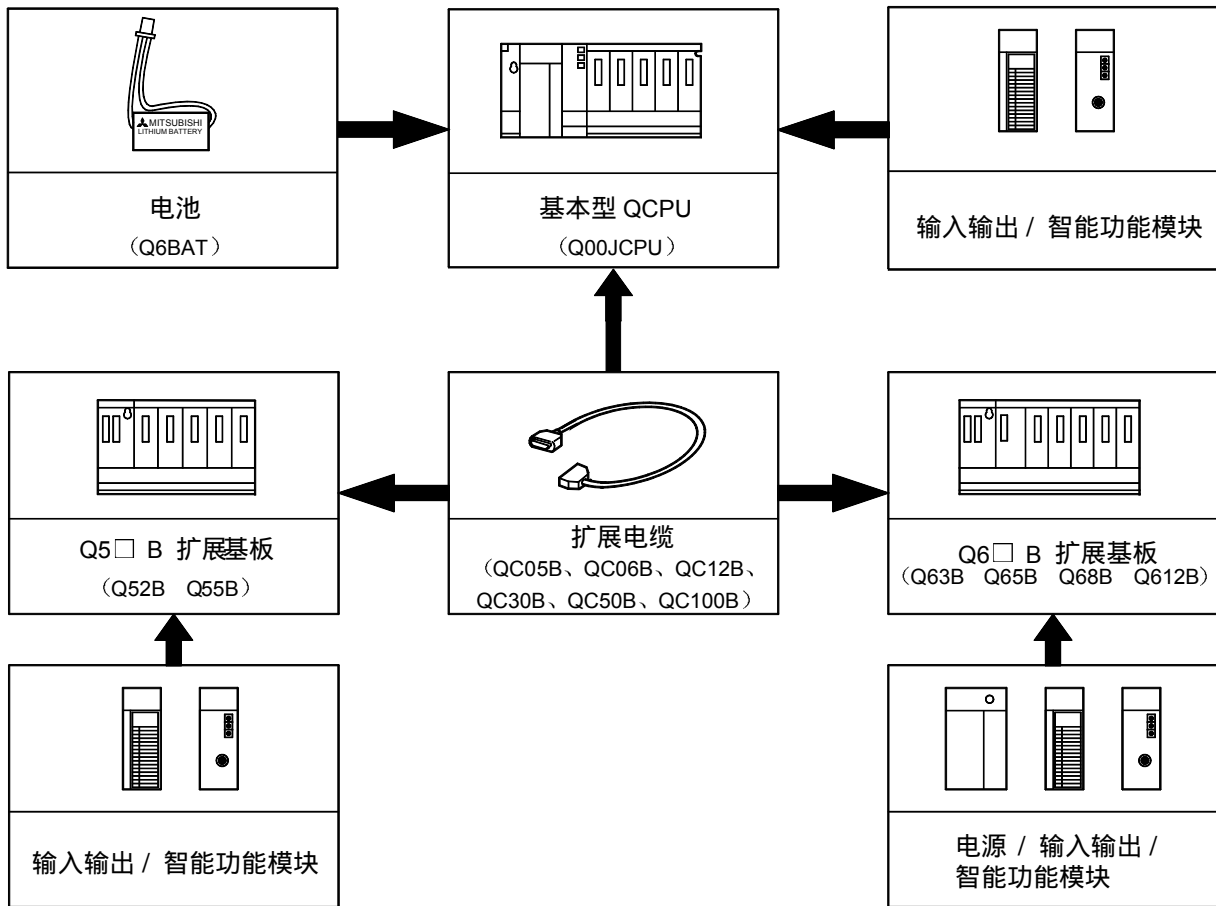 MITSUBISHI
LITHIUM BATTERY
电池
（Q6BAT）
基本型 QCPU
（Q00JCPU）
输入输出 / 智能功能模块
Q5□ B 扩展基板
（Q52B Q55B）
扩展电缆
（QC05B、QC06B、QC12B、
QC30B、QC50B、QC100B）
Q6□ B 扩展基板
（Q63B Q65B Q68B Q612B）
输入输出 / 智能功能模块
电源 / 输入输出 /
智能功能模块